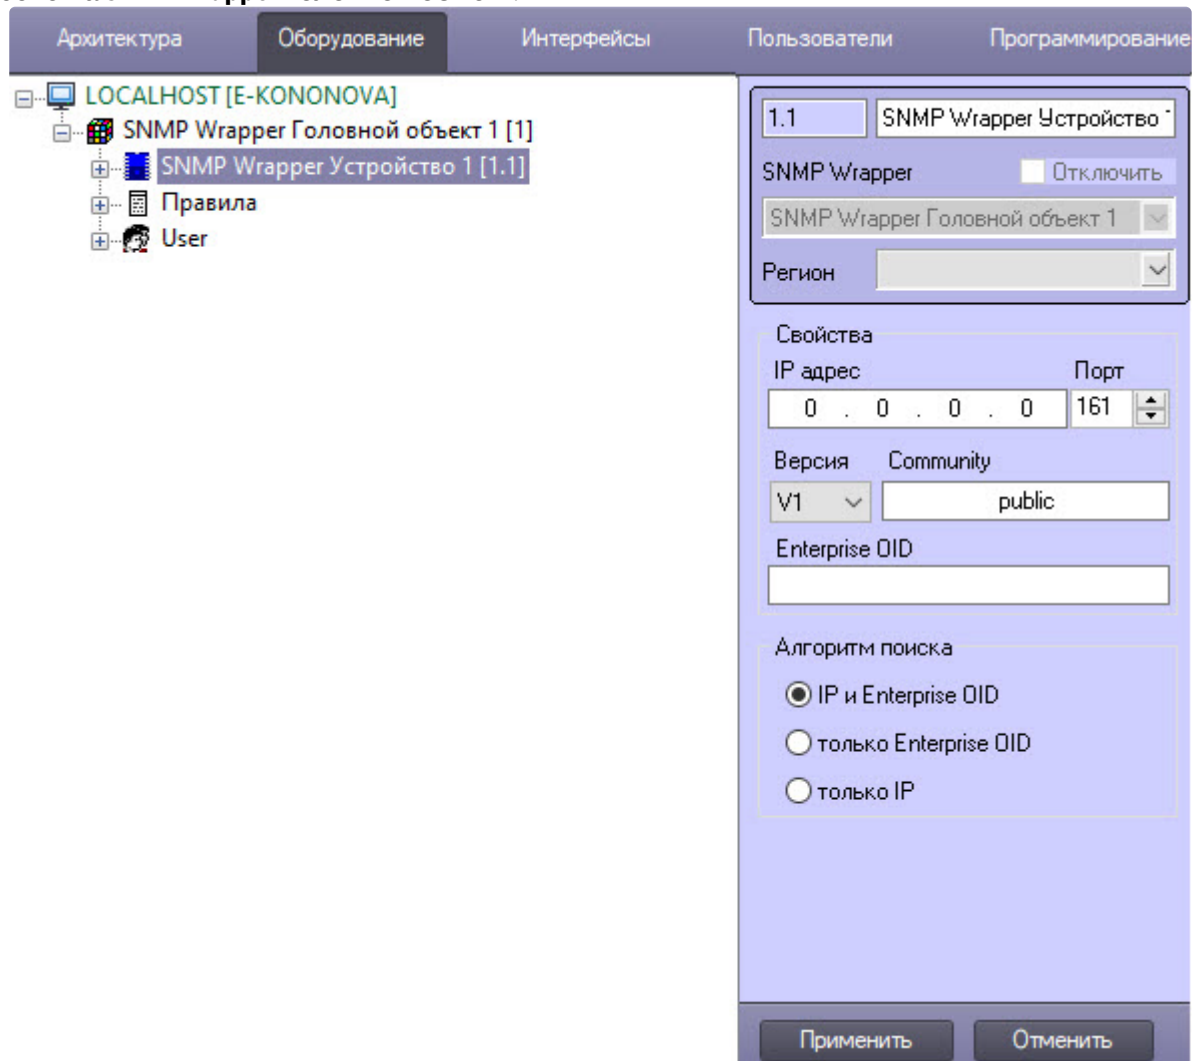 Архитектура Оборудование Интерфейсы Пользователи Программирование
LOCALHOST [E-KONONOVA]
SNMP Wrapper Головной объект 1 [1]
SNMP Wrapper Устройство 1 [1.1]
Правила
User
1.1 SNMP Wrapper Устройство
SNMP Wrapper Отключить
SNMP Wrapper Головной объект 1
Регион
Свойства
IP адрес Порт
0 . 0 . 0 . 0 161
Версия Community
V1 public
Enterprise OID
Алгоритм поиска
IP и Enterprise OID
только Enterprise OID
только IP
Применить Отменить